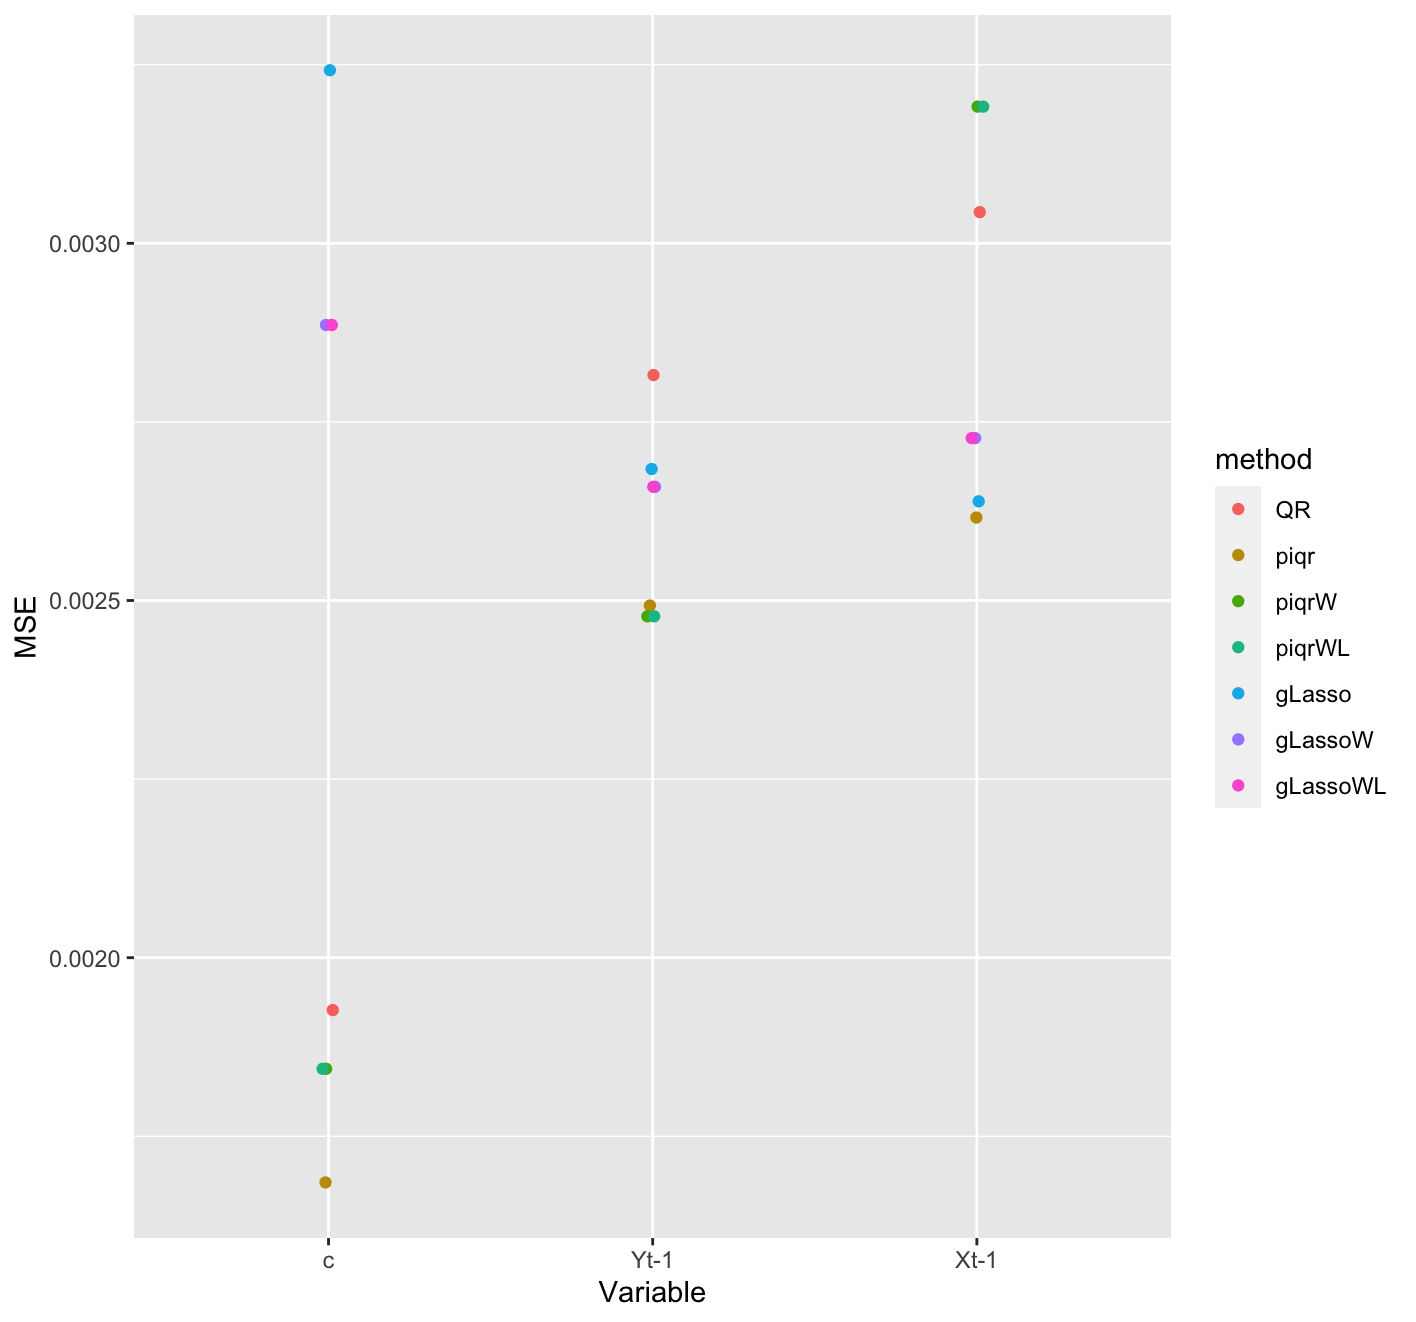 MSE
0.0030
0.0025
0.0020
c
Yt-1
Xt-1
Variable
method
QR
piqr
piqrW
piqrWL
gLasso
gLassoW
gLassoWL